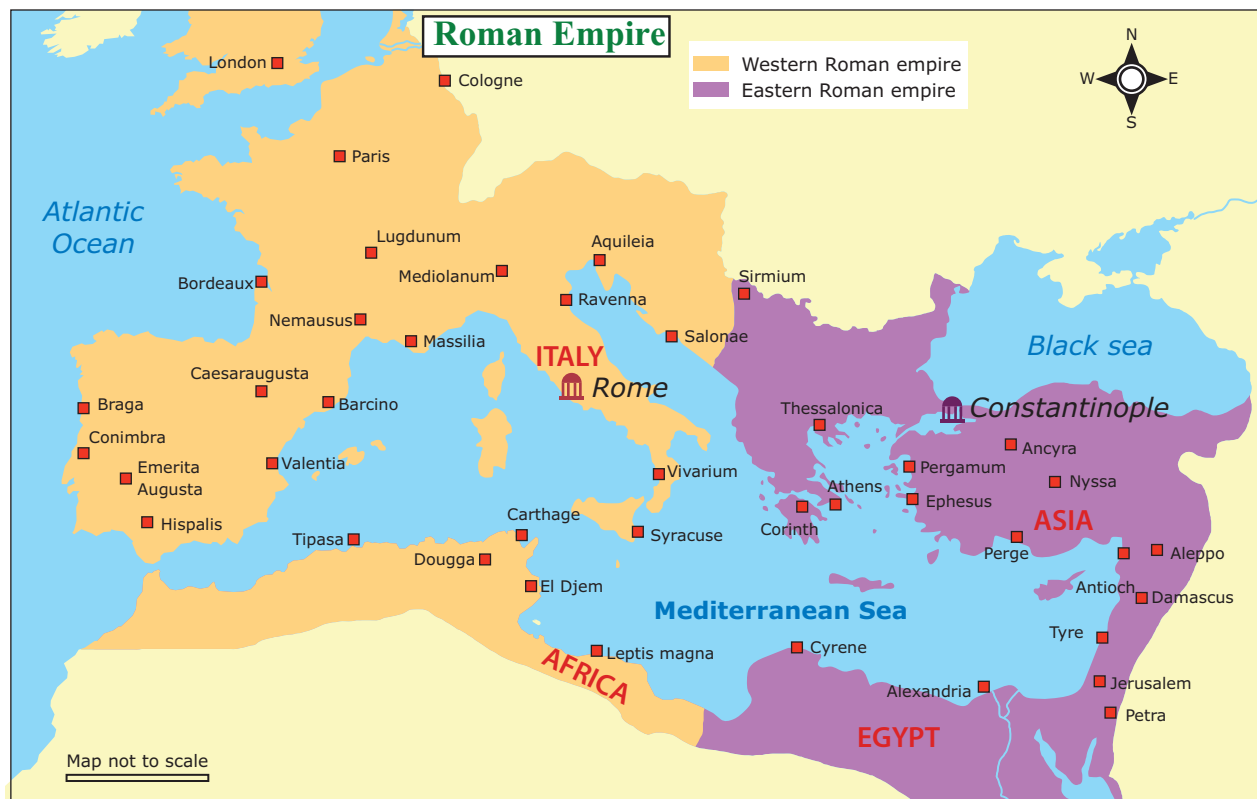 Roman Empire
Western Roman empire
Eastern Roman empire
N
W
E
S
London
Cologne
Paris
Atlantic
Ocean
Lugdunum
Aquileia
Mediolanum
Bordeaux
Sirmium
Ravenna
Nemausus
Massilia
Salonae
Black sea
ITALY
Rome
Caesaraugusta
Braga
Barcino
Thessalonica
Constantinople
Conimbra
Ancyra
Emerita
Augusta
Valentia
Vivarium
Pergamum
Nyssa
Athens
Ephesus
Hispalis
Carthage
Corinth
ASIA
Tipasa
Syracuse
Perge
Aleppo
Dougga
El Djem
Antioch
Damascus
Mediterranean Sea
Tyre
Leptis magna
Cyrene
AFRICA
Alexandria
Jerusalem
Petra
EGYPT
Map not to scale